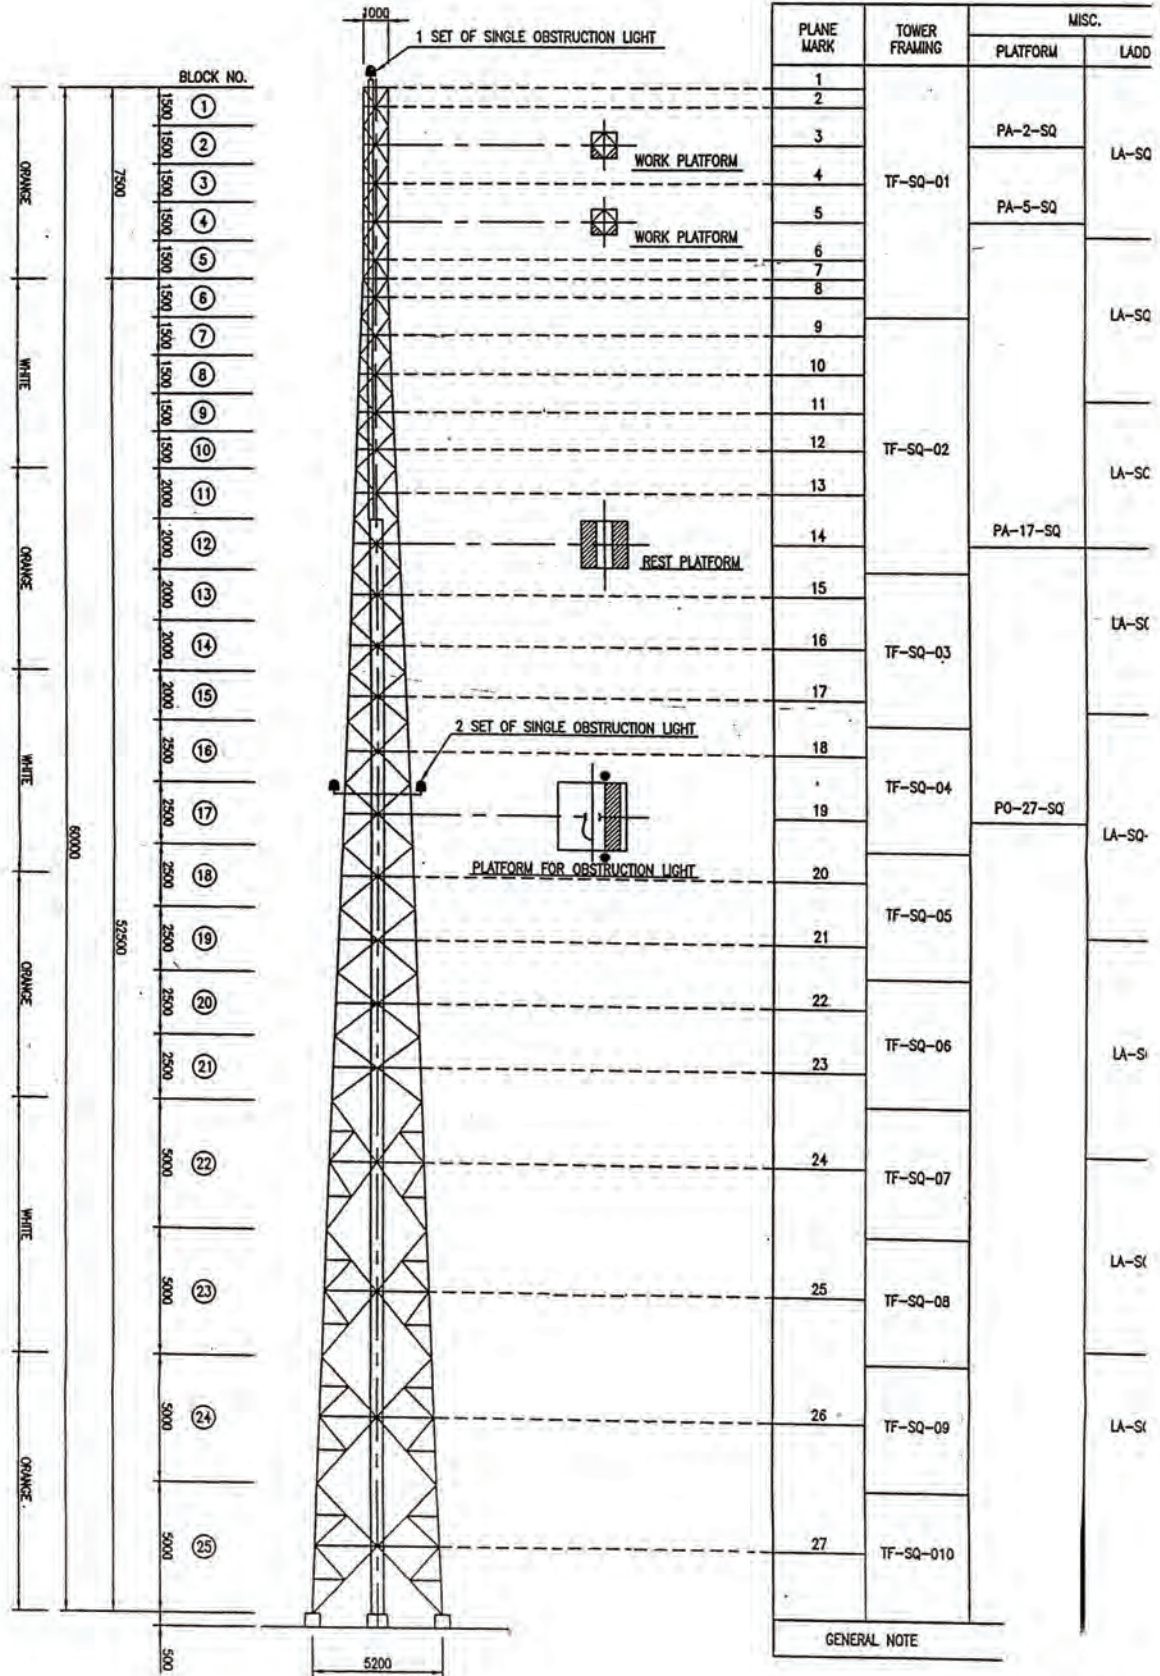 1000
1 SET OF SINGLE OBSTRUCTION LIGHT
BLOCK NO.
PLANE MARK
TOWER FRAMING
MISC.
PLATFORM
LADD
1500 1
1500 2
1500 3
1500 4
1500 5
1500 6
1500 7
1500 8
1500 9
1500 10
2000 11
2000 12
2000 13
2000 14
2000 15
2500 16
2500 17
2500 18
2500 19
2500 20
2500 21
5000 22
5000 23
5000 24
5000 25
500
7500
52500
60000
ORANGE
WHITE
ORANGE
WHITE
ORANGE
WHITE
ORANGE
WORK PLATFORM
WORK PLATFORM
REST PLATFORM
2 SET OF SINGLE OBSTRUCTION LIGHT
PLATFORM FOR OBSTRUCTION LIGHT
5200
1
2
3
4
5
6
7
8
9
10
11
12
13
14
15
16
17
18
19
20
21
22
23
24
25
26
27
TF-SQ-01
TF-SQ-02
TF-SQ-03
TF-SQ-04
TF-SQ-05
TF-SQ-06
TF-SQ-07
TF-SQ-08
TF-SQ-09
TF-SQ-010
PA-2-SQ
PA-5-SQ
PA-17-SQ
PO-27-SQ
LA-SQ
LA-SQ
LA-SQ-
GENERAL NOTE